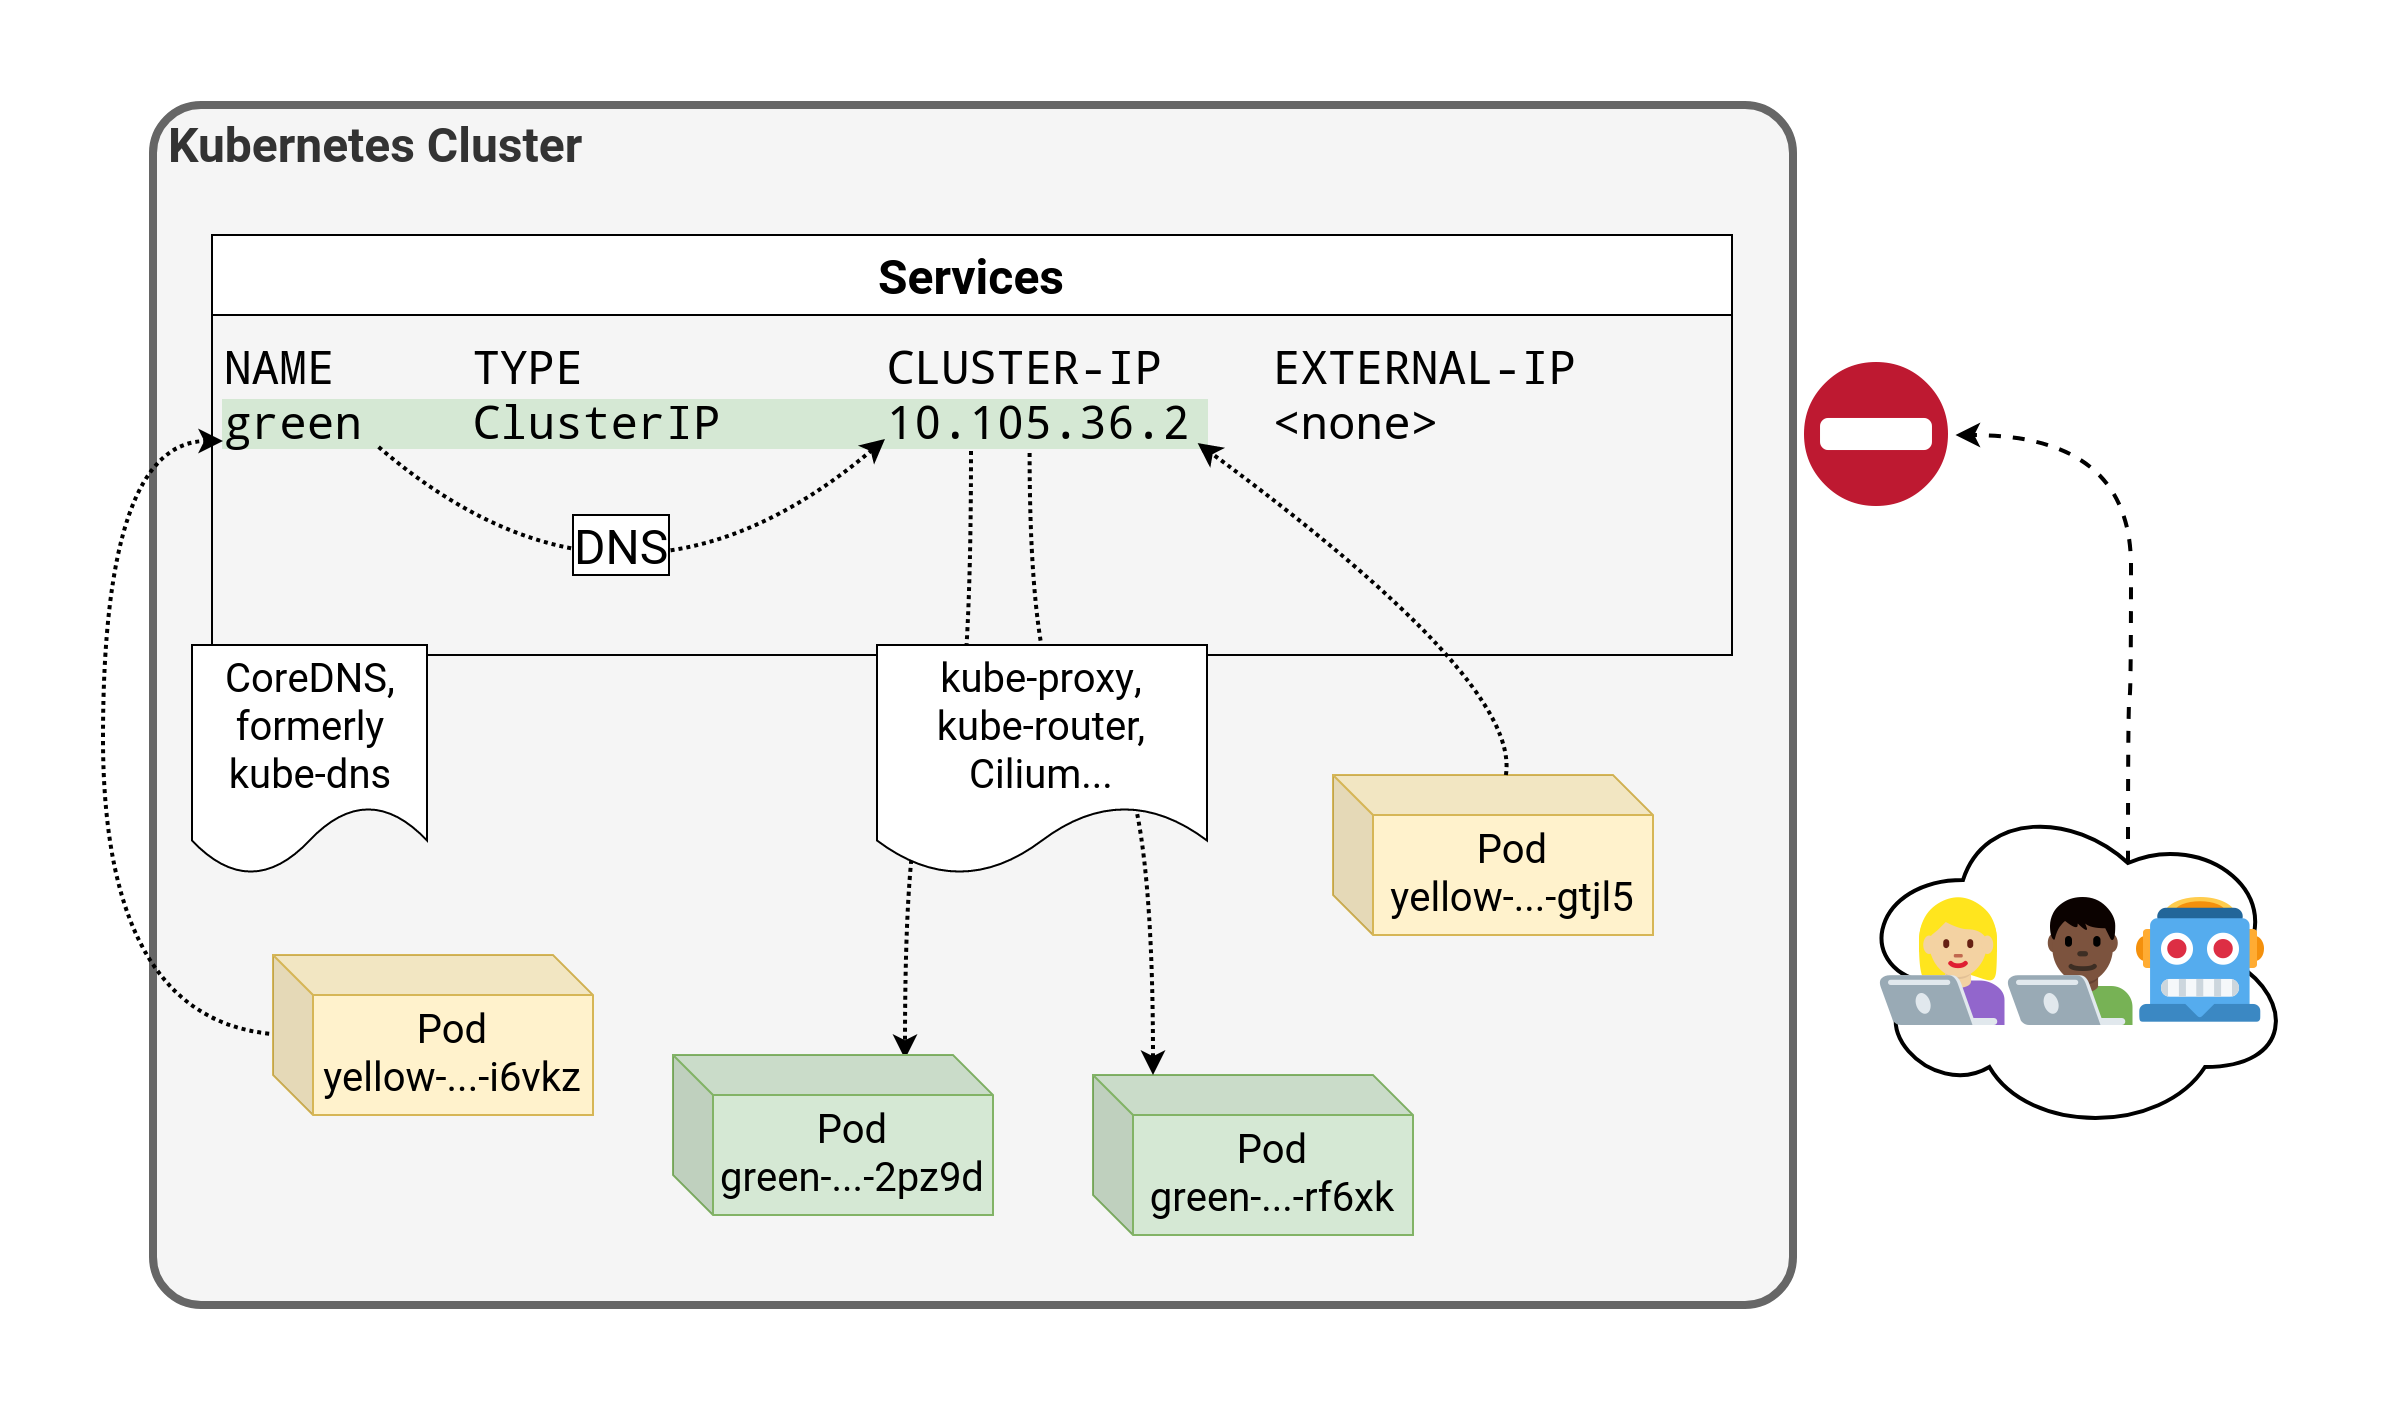 Kubernetes Cluster
Services
NAME TYPE CLUSTER-IP EXTERNAL-IP
green ClusterIP 10.105.36.2 <none>
DNS
CoreDNS,
formerly
kube-dns
kube-proxy,
kube-router,
Cilium...
Pod
yellow-...-gtjl5
Pod
yellow-...-i6vkz
Pod
green-...-2pz9d
Pod
green-...-rf6xk